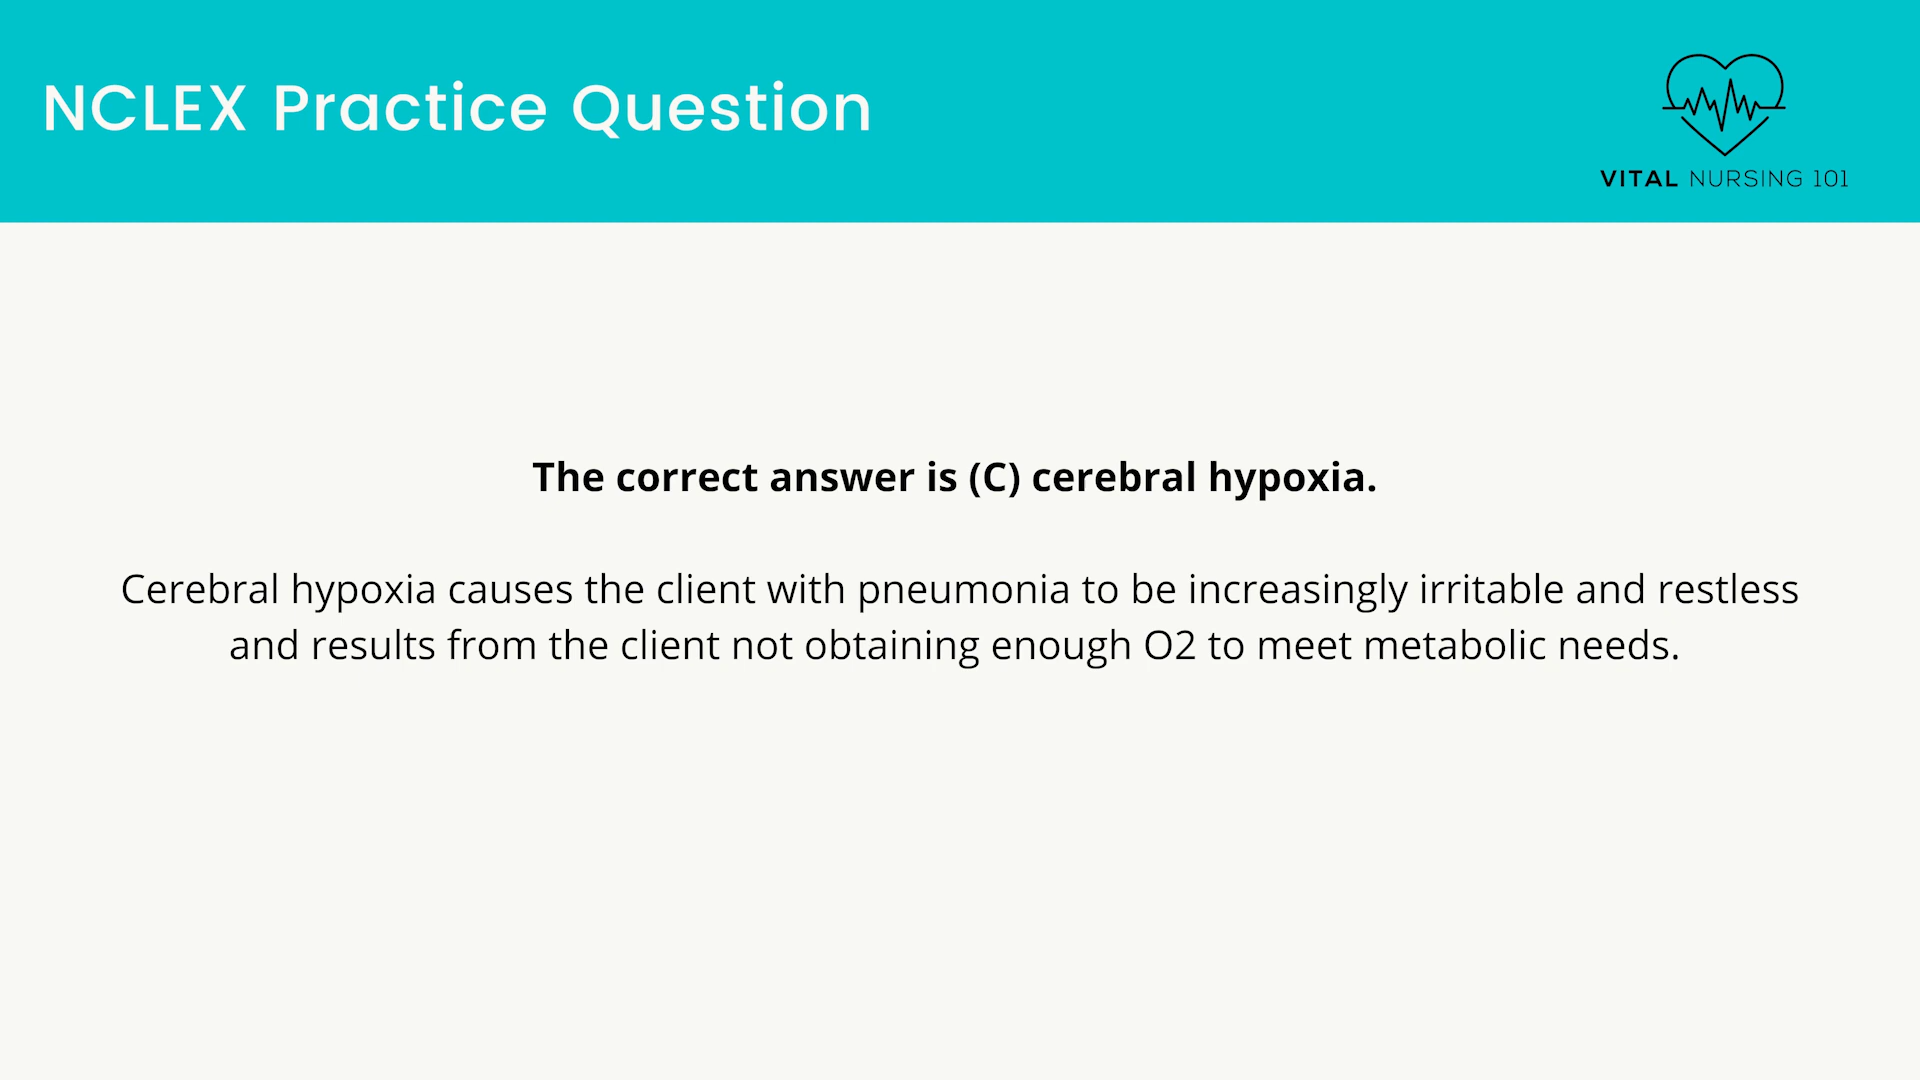 NCLEX Practice Question
VITAL NURSING 101
The correct answer is (C) cerebral hypoxia.
Cerebral hypoxia causes the client with pneumonia to be increasingly irritable and restless
and results from the client not obtaining enough O2 to meet metabolic needs.